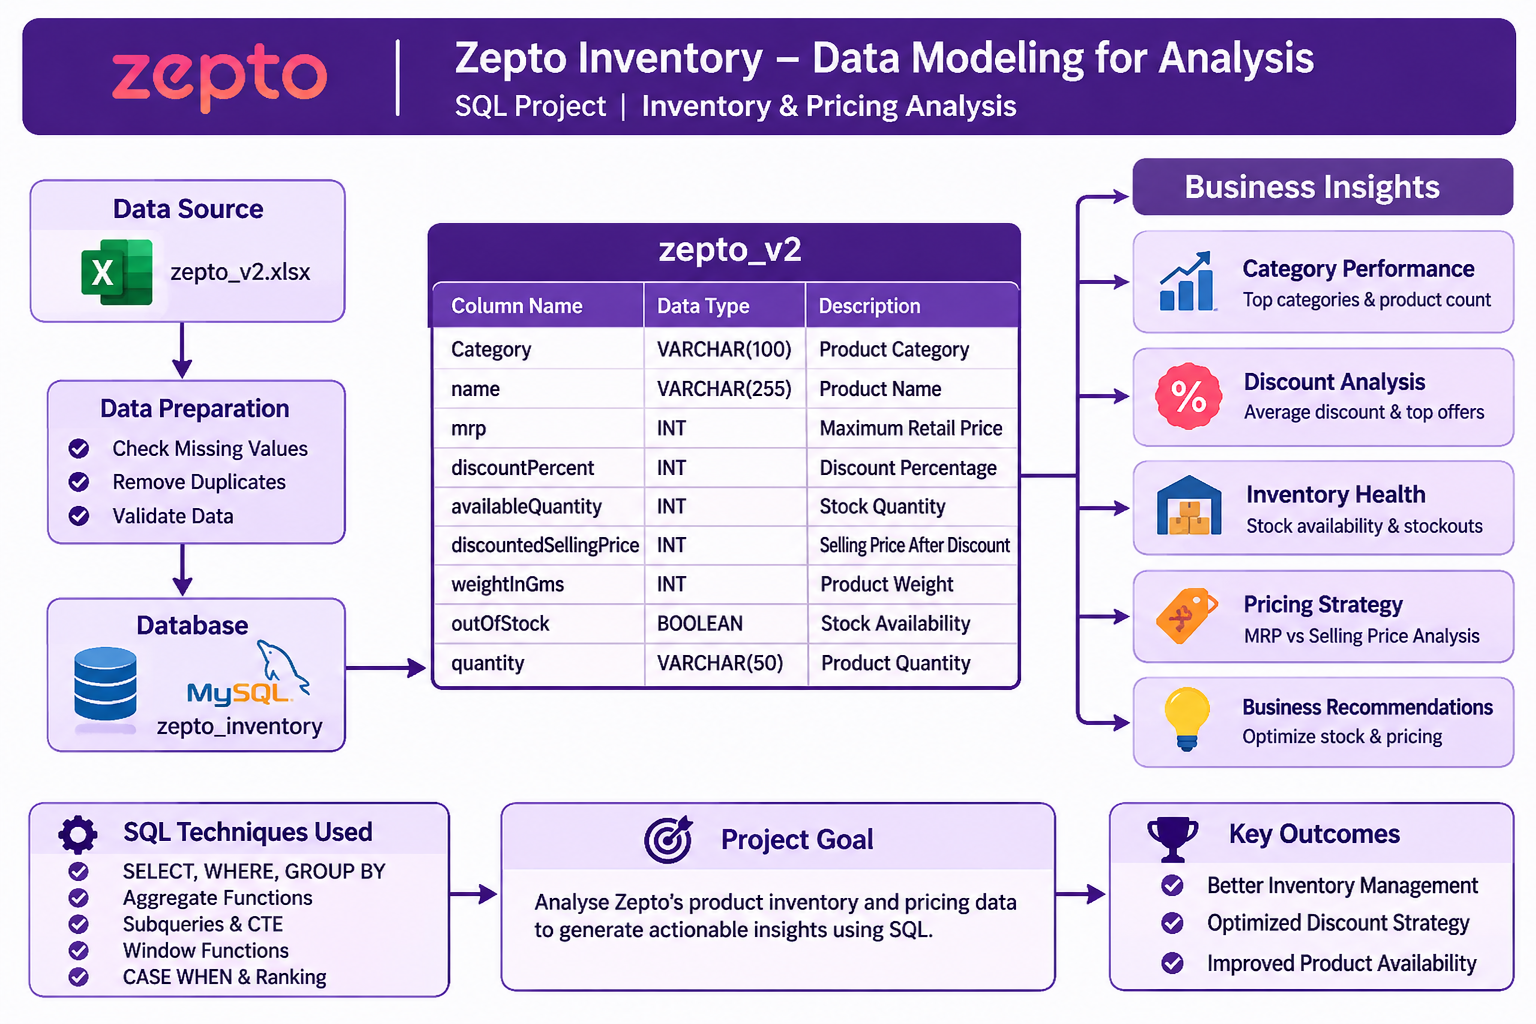 zepto
Zepto Inventory – Data Modeling for Analysis
SQL Project | Inventory & Pricing Analysis
Data Source
X
zepto_v2.xlsx
Data Preparation
Check Missing Values
Remove Duplicates
Validate Data
Database
MySQL
zepto_inventory
zepto_v2
Column Name Data Type Description
Category VARCHAR(100) Product Category
name VARCHAR(255) Product Name
mrp INT Maximum Retail Price
discountPercent INT Discount Percentage
availableQuantity INT Stock Quantity
discountedSellingPrice INT Selling Price After Discount
weightInGms INT Product Weight
outOfStock BOOLEAN Stock Availability
quantity VARCHAR(50) Product Quantity
Business Insights
Category Performance
Top categories & product count
%
Discount Analysis
Average discount & top offers
Inventory Health
Stock availability & stockouts
Pricing Strategy
MRP vs Selling Price Analysis
Business Recommendations
Optimize stock & pricing
SQL Techniques Used
SELECT, WHERE, GROUP BY
Aggregate Functions
Subqueries & CTE
Window Functions
CASE WHEN & Ranking
Project Goal
Analyse Zepto's product inventory and pricing data
to generate actionable insights using SQL.
Key Outcomes
Better Inventory Management
Optimized Discount Strategy
Improved Product Availability